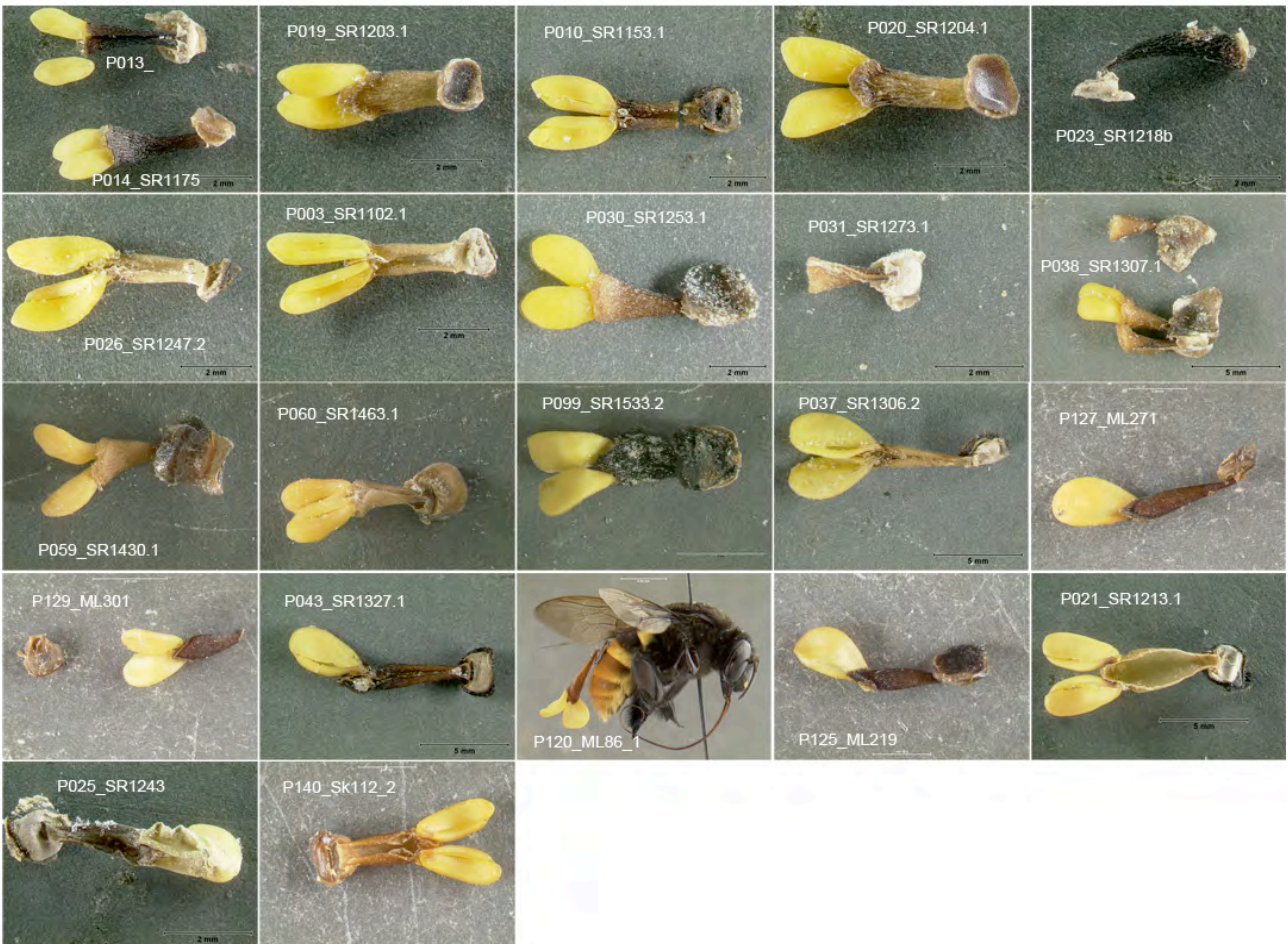 P013_
P014_SR1175
2 mm
P019_SR1203.1
2 mm
P010_SR1153.1
2 mm
P020_SR1204.1
2 mm
P023_SR1218b
2 mm
P026_SR1247.2
2 mm
P003_SR1102.1
2 mm
P030_SR1253.1
2 mm
P031_SR1273.1
2 mm
P038_SR1307.1
5 mm
P059_SR1430.1
P060_SR1463.1
P099_SR1533.2
P037_SR1306.2
5 mm
P127_ML271
P129_ML301
P043_SR1327.1
5 mm
P120_ML86_1
P125_ML219
P021_SR1213.1
5 mm
P025_SR1243
2 mm
P140_Sk112_2